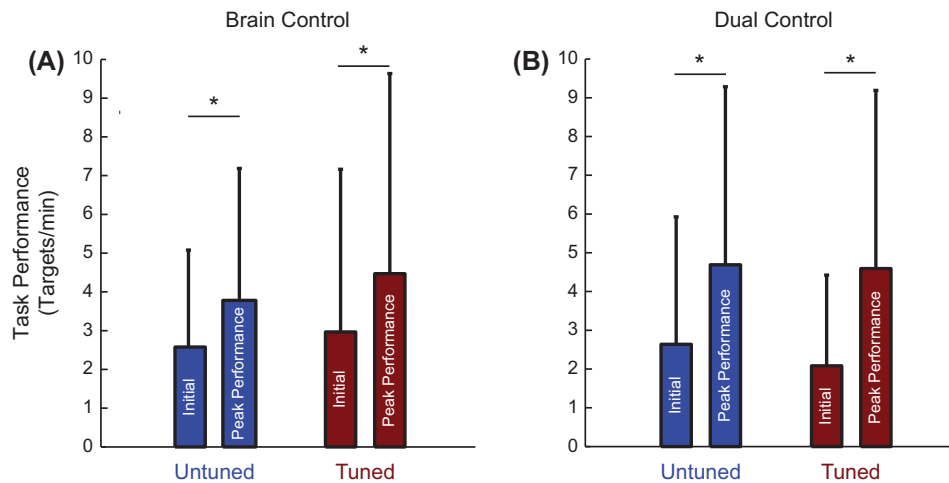 Brain Control
Dual Control
(A)
*
*
(B)
*
*
Task Performance
(Targets/min)
10
9
8
7
6
5
4
3
2
1
0
Initial
Peak Performance
Initial
Peak Performance
Untuned
Tuned
10
9
8
7
6
5
4
3
2
1
0
Initial
Peak Performance
Initial
Peak Performance
Untuned
Tuned